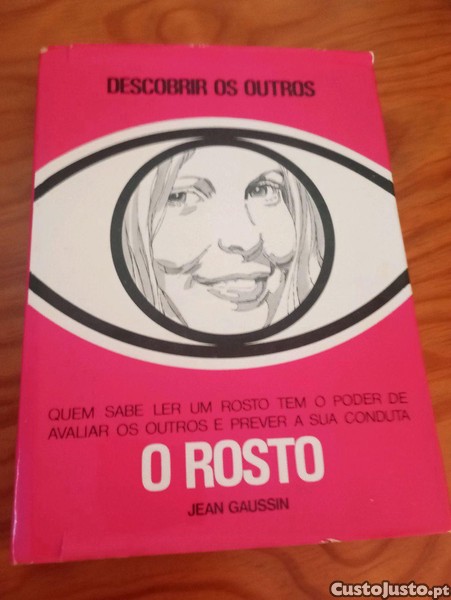 DESCOBRIR OS OUTROS
QUEM SABE LER UM ROSTO TEM O PODER DE
AVALIAR OS OUTROS E PREVER A SUA CONDUTA
O ROSTO
JEAN GAUSSIN
CustoJusto.pt